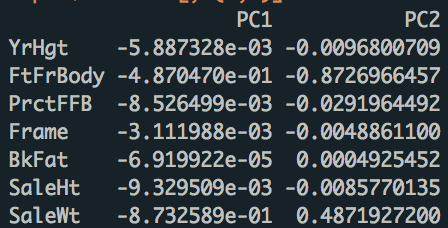 PC1 PC2
YrHgt -5.887328e-03 -0.0096800709
FtFrBody -4.870470e-01 -0.8726966457
PrctFFB -8.526499e-03 -0.0291964492
Frame -3.111988e-03 -0.0048861100
BkFat -6.919922e-05 0.0004925452
SaleHt -9.329509e-03 -0.0085770135
SaleWt -8.732589e-01 0.4871927200